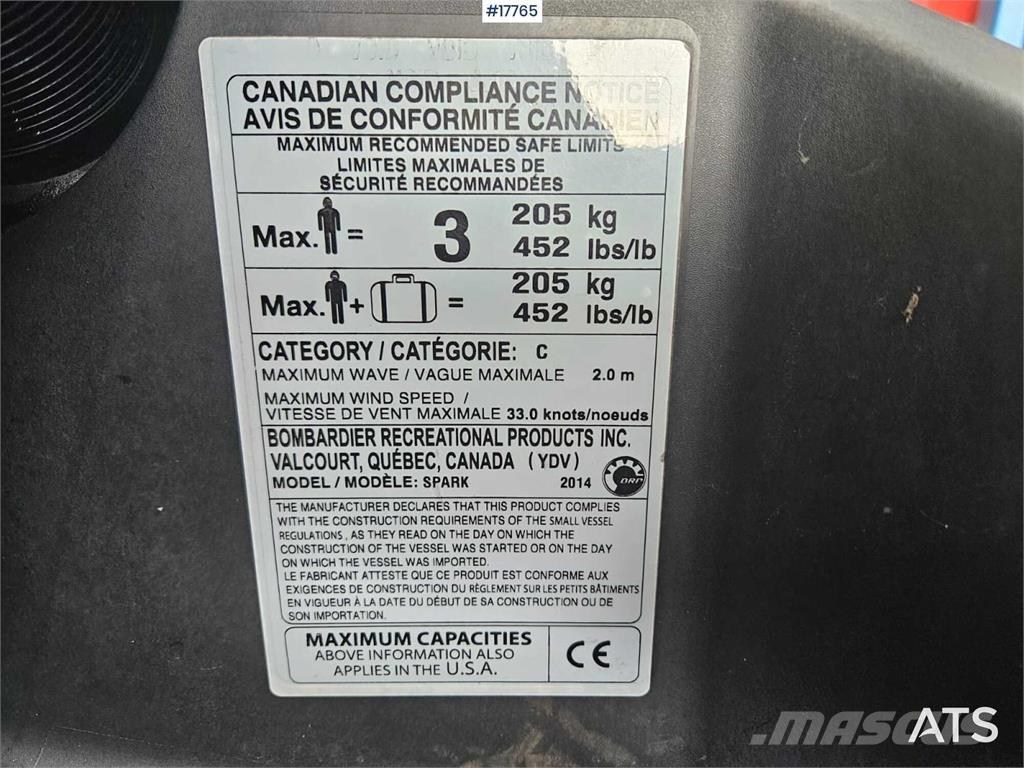 #17765
CANADIAN COMPLIANCE NOTICE
AVIS DE CONFORMITÉ CANADIEN
MAXIMUM RECOMMENDED SAFE LIMITS
LIMITES MAXIMALES DE
SÉCURITÉ RECOMMANDÉES
Max. = 3 205 kg
452 lbs/lb
Max. + = 205 kg
452 lbs/lb
CATEGORY / CATÉGORIE: C
MAXIMUM WAVE / VAGUE MAXIMALE 2.0 m
MAXIMUM WIND SPEED /
VITESSE DE VENT MAXIMALE 33.0 knots/noeuds
BOMBARDIER RECREATIONAL PRODUCTS INC.
VALCOURT, QUÉBEC, CANADA (YDV)
MODEL / MODÈLE: SPARK 2014
BRP
THE MANUFACTURER DECLARES THAT THIS PRODUCT COMPLIES
WITH THE CONSTRUCTION REQUIREMENTS OF THE SMALL VESSEL
REGULATIONS, AS THEY READ ON THE DAY ON WHICH THE
CONSTRUCTION OF THE VESSEL WAS STARTED OR ON THE DAY
ON WHICH THE VESSEL WAS IMPORTED.
LE FABRICANT ATTESTE QUE CE PRODUIT EST CONFORME AUX
EXIGENCES DE CONSTRUCTION DU RÈGLEMENT SUR LES PETITS BÂTIMENTS
EN VIGUEUR À LA DATE DU DÉBUT DE SA CONSTRUCTION OU DE
SON IMPORTATION.
MAXIMUM CAPACITIES
ABOVE INFORMATION ALSO
APPLIES IN THE U.S.A.
CE
MASCUS
ATS